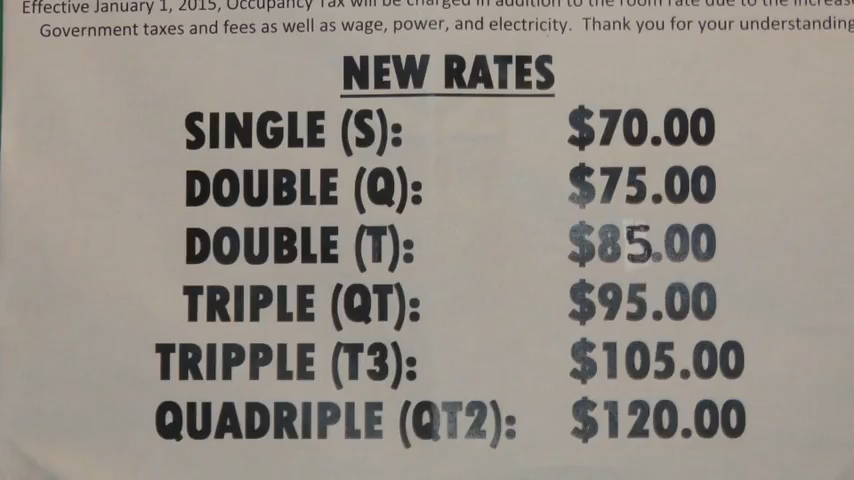 Effective January 1, 2015, Occupancy Tax will be charged in addition to the room rate due to the increas
Government taxes and fees as well as wage, power, and electricity. Thank you for your understanding
NEW RATES
SINGLE (S): $70.00
DOUBLE (Q): $75.00
DOUBLE (T): $85.00
TRIPLE (QT): $95.00
TRIPPLE (T3): $105.00
QUADRIPLE (QT2): $120.00